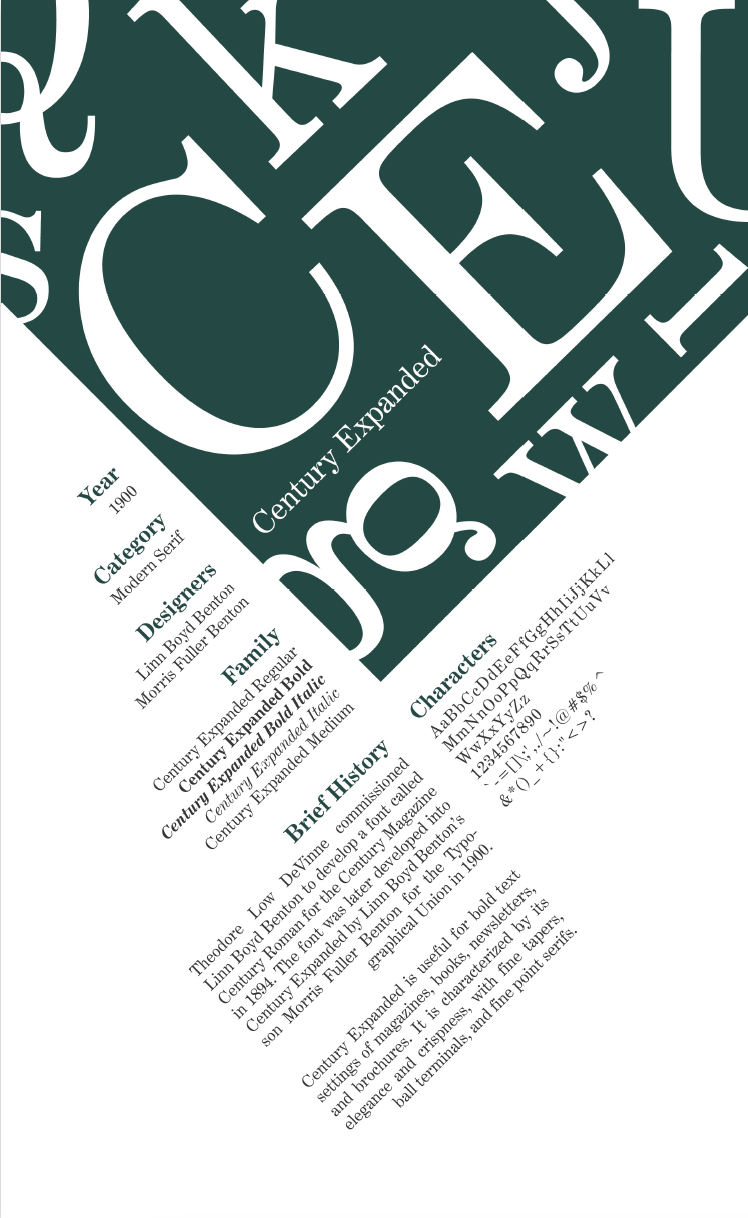 Q
k
J
C
E
U
Century Expanded
g
w
Year
1900
Category
Modern Serif
Designers
Linn Boyd Benton
Morris Fuller Benton
Family
Century Expanded Regular
Century Expanded Bold
Century Expanded Bold Italic
Century Expanded Italic
Century Expanded Medium
Brief History
Theodore Low DeVinne commissioned
Linn Boyd Benton to develop a font called
Century Roman for the Century Magazine
in 1894. The font was later developed into
Century Expanded by Linn Boyd Benton's
son Morris Fuller Benton for the Typo-
graphical Union in 1900.
Century Expanded is useful for bold text
settings of magazines, books, newsletters,
and brochures. It is characterized by its
elegance and crispness, with fine tapers,
ball terminals, and fine point serifs.
Characters
AaBbCcDdEeFfGgHhIiJjKkLl
MmNnOoPpQqRrSsTtUuVv
WwXxYyZz
1234567890
`-=[]\;',./~!@#$%^
&*()_+{}:"<>?